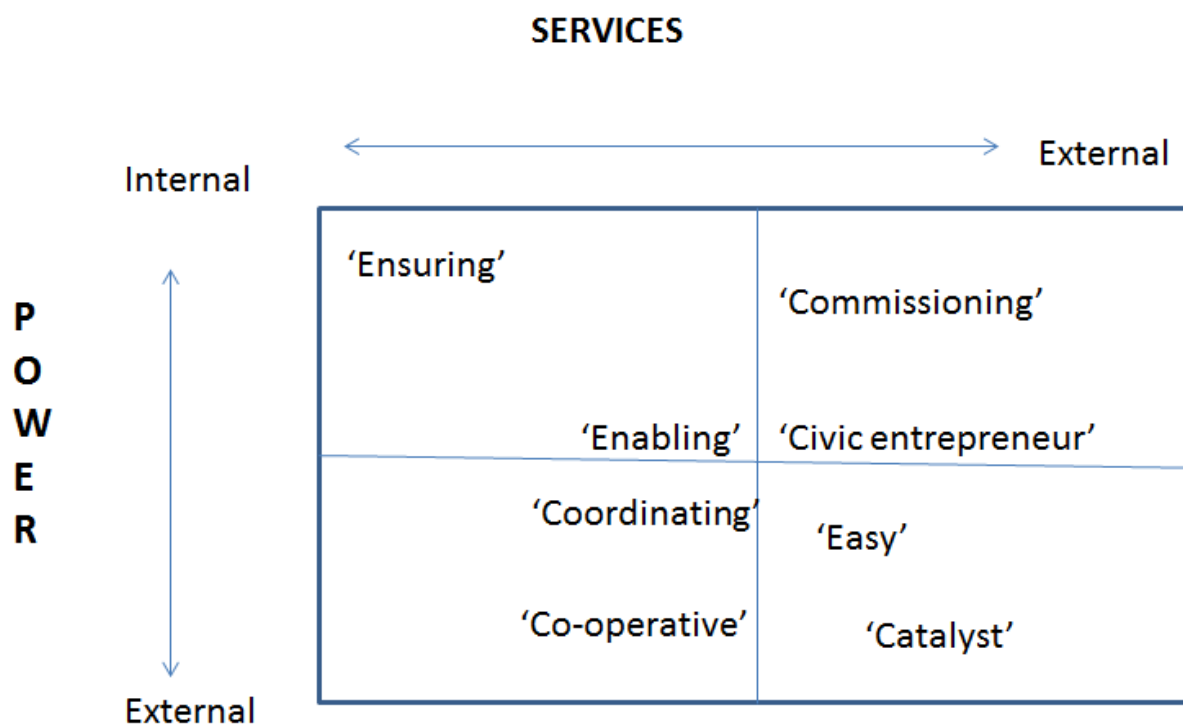 SERVICES
External
Internal
‘Ensuring’
‘Commissioning’
P
O
W
E
R
‘Enabling’
‘Civic entrepreneur’
‘Coordinating’
‘Easy’
‘Co-operative’
‘Catalyst’
External